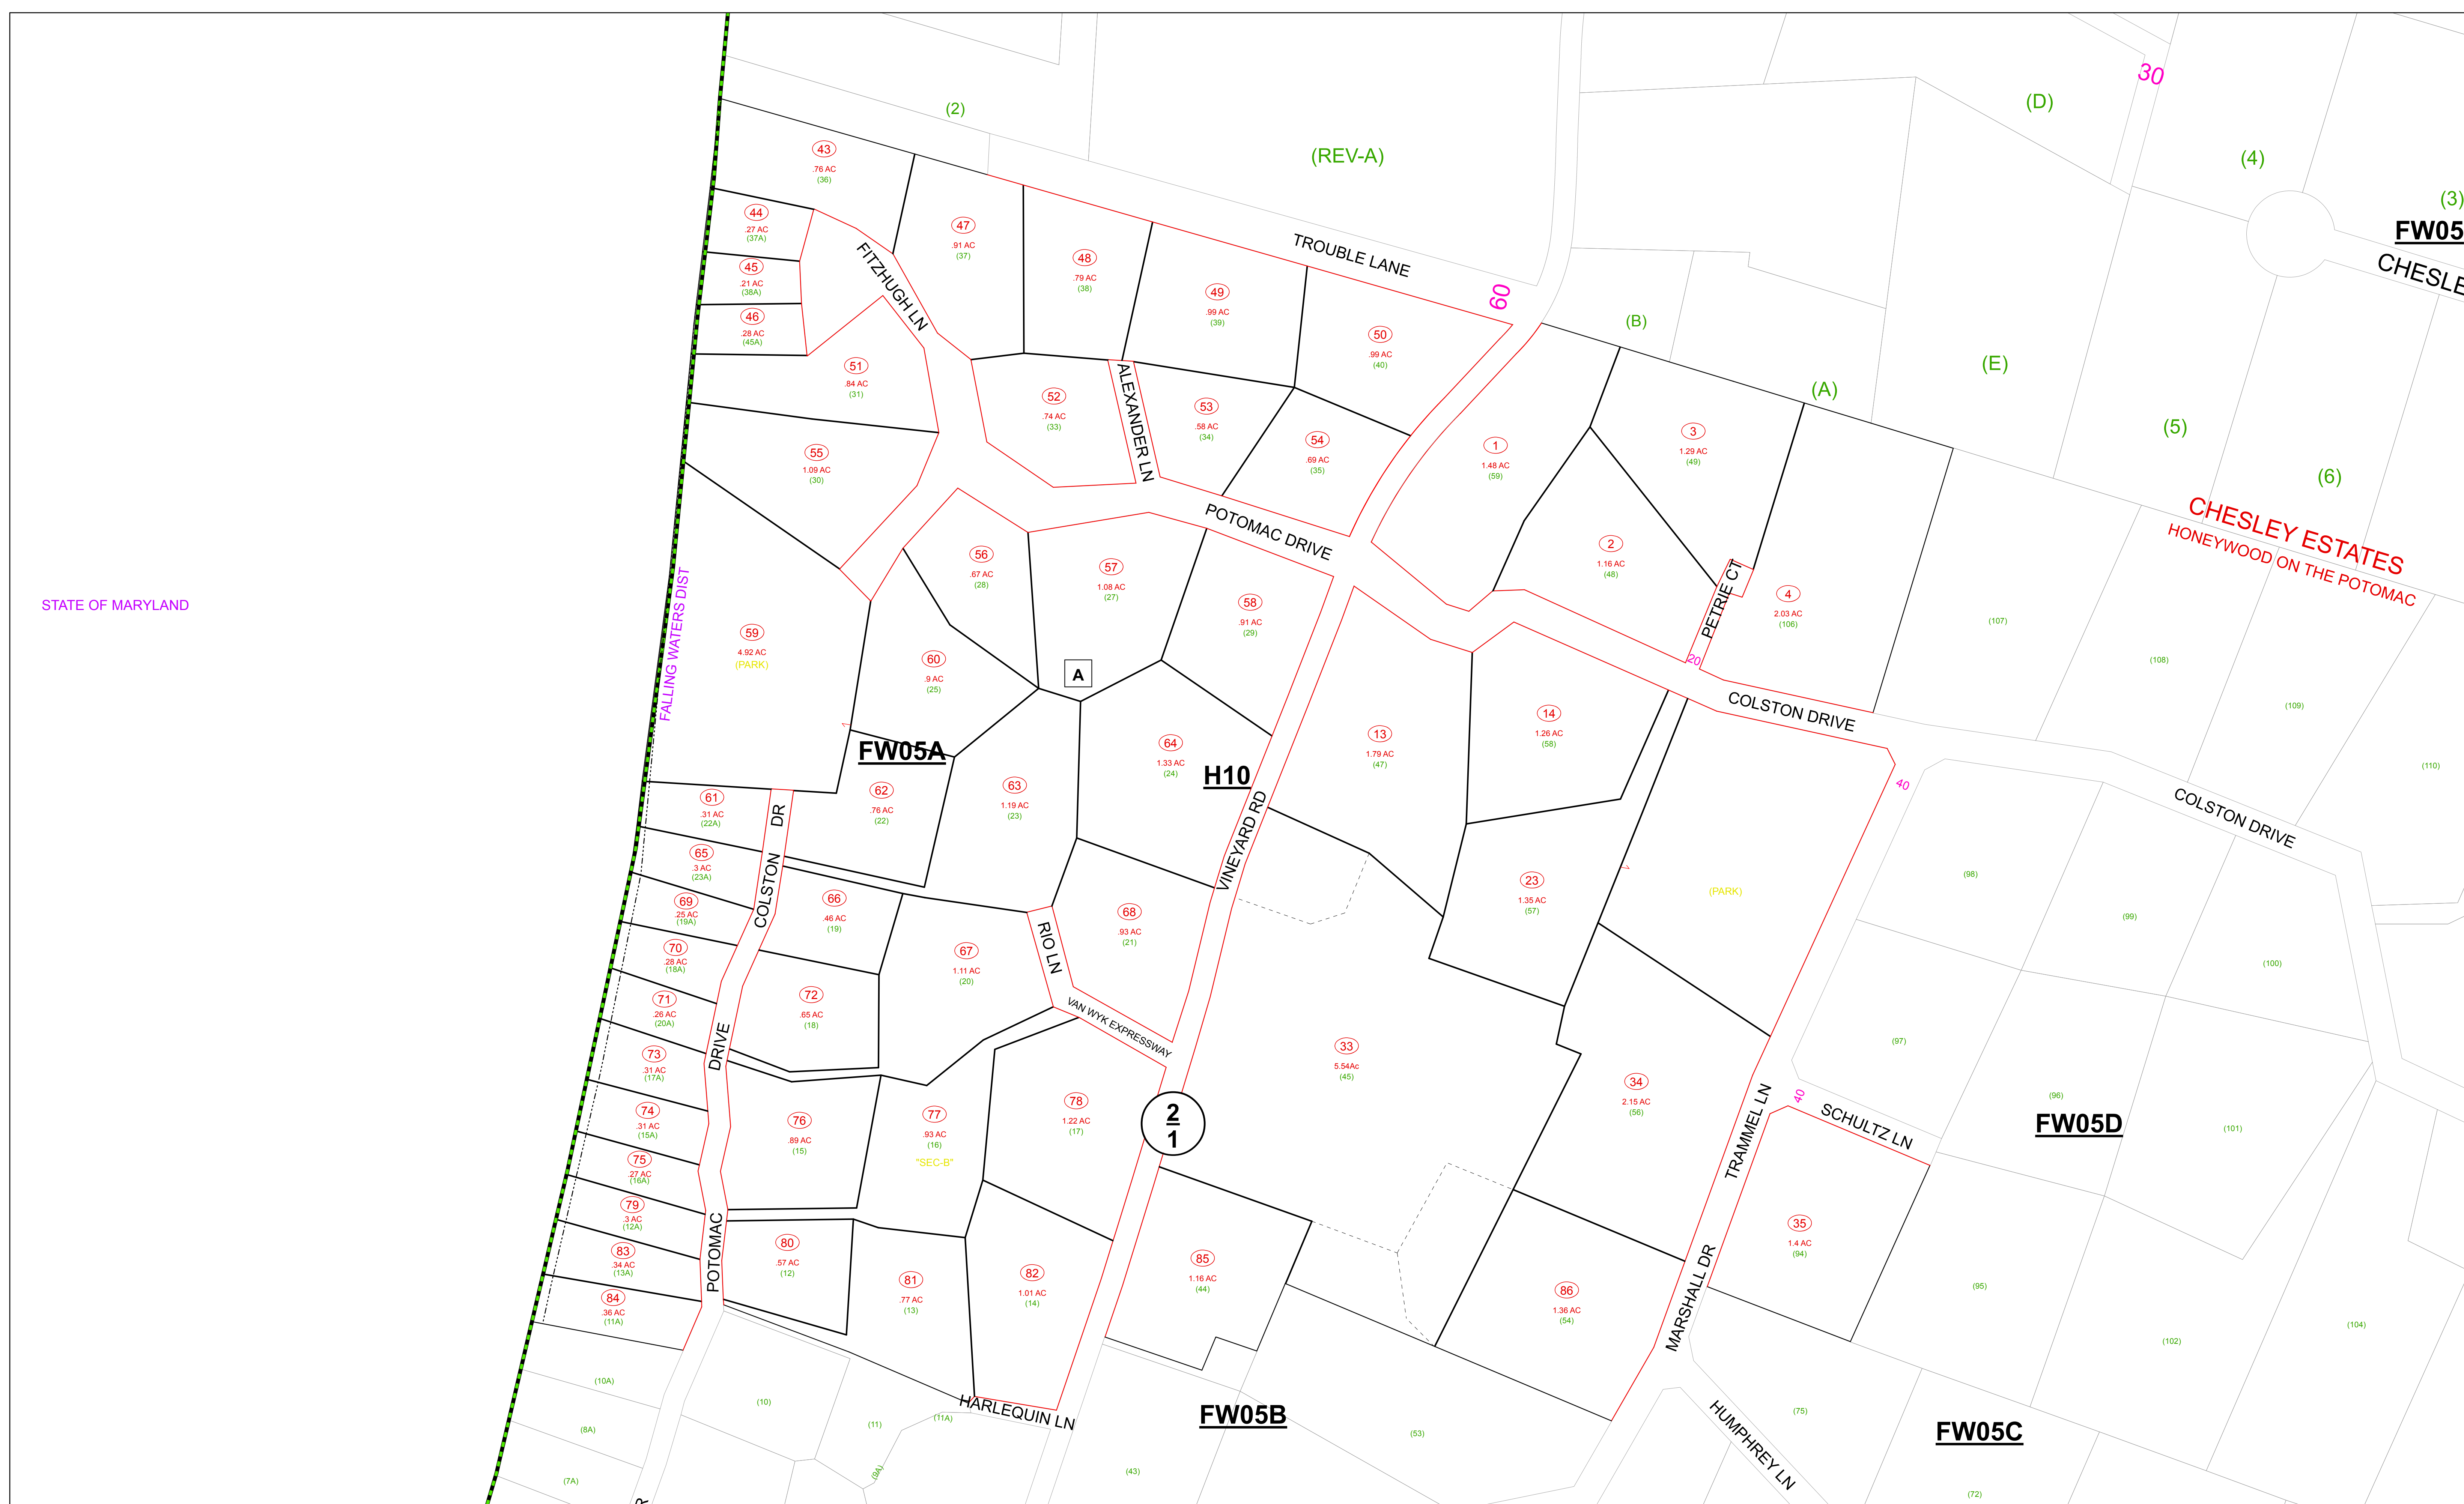 30
(D)
(2)
(REV-A)
(4)
(3)
FW05
CHESLE
43
.76 AC
(36)
44
.27 AC
(37A)
45
.21 AC
(38A)
46
.28 AC
(45A)
FITZHUGH LN
47
.91 AC
(37)
48
.79 AC
(38)
TROUBLE LANE
49
.99 AC
(39)
50
.99 AC
(40)
60
(B)
(E)
(A)
(5)
(6)
51
.84 AC
(31)
52
.74 AC
(33)
ALEXANDER LN
53
.58 AC
(34)
54
.69 AC
(35)
1
1.48 AC
(59)
3
1.29 AC
(49)
55
1.09 AC
(30)
POTOMAC DRIVE
CHESLEY ESTATES
HONEYWOOD ON THE POTOMAC
56
.67 AC
(28)
57
1.08 AC
(27)
58
.91 AC
(29)
2
1.16 AC
(48)
PETRIE CT
20
4
2.03 AC
(106)
(107)
(108)
(109)
(110)
STATE OF MARYLAND
FALLING WATERS DIST
59
4.92 AC
(PARK)
60
.9 AC
(25)
A
FW05A
H10
64
1.33 AC
(24)
13
1.79 AC
(47)
14
1.26 AC
(58)
COLSTON DRIVE
40
COLSTON DRIVE
61
.31 AC
(22A)
62
.76 AC
(22)
63
1.19 AC
(23)
VINEYARD RD
COLSTON DR
65
.3 AC
(23A)
66
.46 AC
(19)
67
1.11 AC
(20)
RIO LN
68
.93 AC
(21)
23
1.35 AC
(57)
(PARK)
(98)
(99)
(100)
69
.25 AC
(19A)
70
.28 AC
(18A)
71
.26 AC
(20A)
72
.65 AC
(18)
VAN WYK EXPRESSWAY
33
5.54Ac
(45)
34
2.15 AC
(56)
TRAMMEL LN
40
SCHULTZ LN
(97)
(96)
FW05D
(101)
73
.31 AC
(17A)
DRIVE
74
.31 AC
(15A)
75
.27 AC
(16A)
76
.89 AC
(15)
77
.93 AC
(16)
"SEC-B"
78
1.22 AC
(17)
2
1
79
.3 AC
(12A)
POTOMAC
80
.57 AC
(12)
81
.77 AC
(13)
82
1.01 AC
(14)
85
1.16 AC
(44)
86
1.36 AC
(54)
MARSHALL DR
35
1.4 AC
(94)
(95)
(102)
(104)
83
.34 AC
(13A)
84
.36 AC
(11A)
(10A)
(8A)
(7A)
(10)
(11)
(11A)
(9A)
HARLEQUIN LN
FW05B
(43)
(53)
HUMPHREY LN
(75)
FW05C
(72)